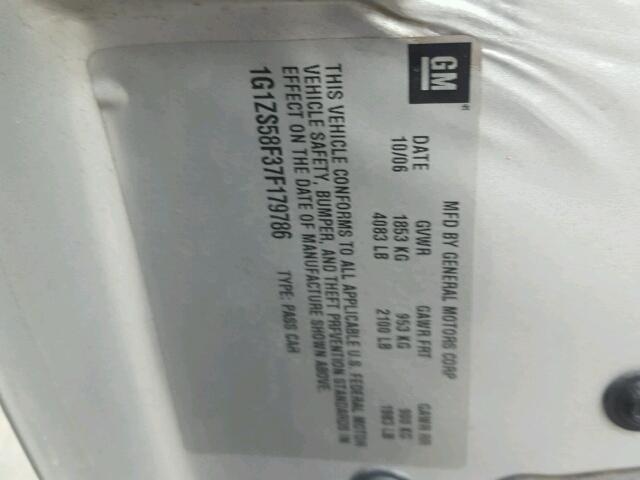 GM
MFD BY GENERAL MOTORS CORP
DATE GVWR GAWR FRT GAWR RR
10/06 1853 KG 953 KG 900 KG
4083 LB 2100 LB 1983 LB
THIS VEHICLE CONFORMS TO ALL APPLICABLE U.S. FEDERAL MOTOR
VEHICLE SAFETY, BUMPER, AND THEFT PREVENTION STANDARDS IN
EFFECT ON THE DATE OF MANUFACTURE SHOWN ABOVE.
1G1ZS58F37F179786 TYPE: PASS CAR